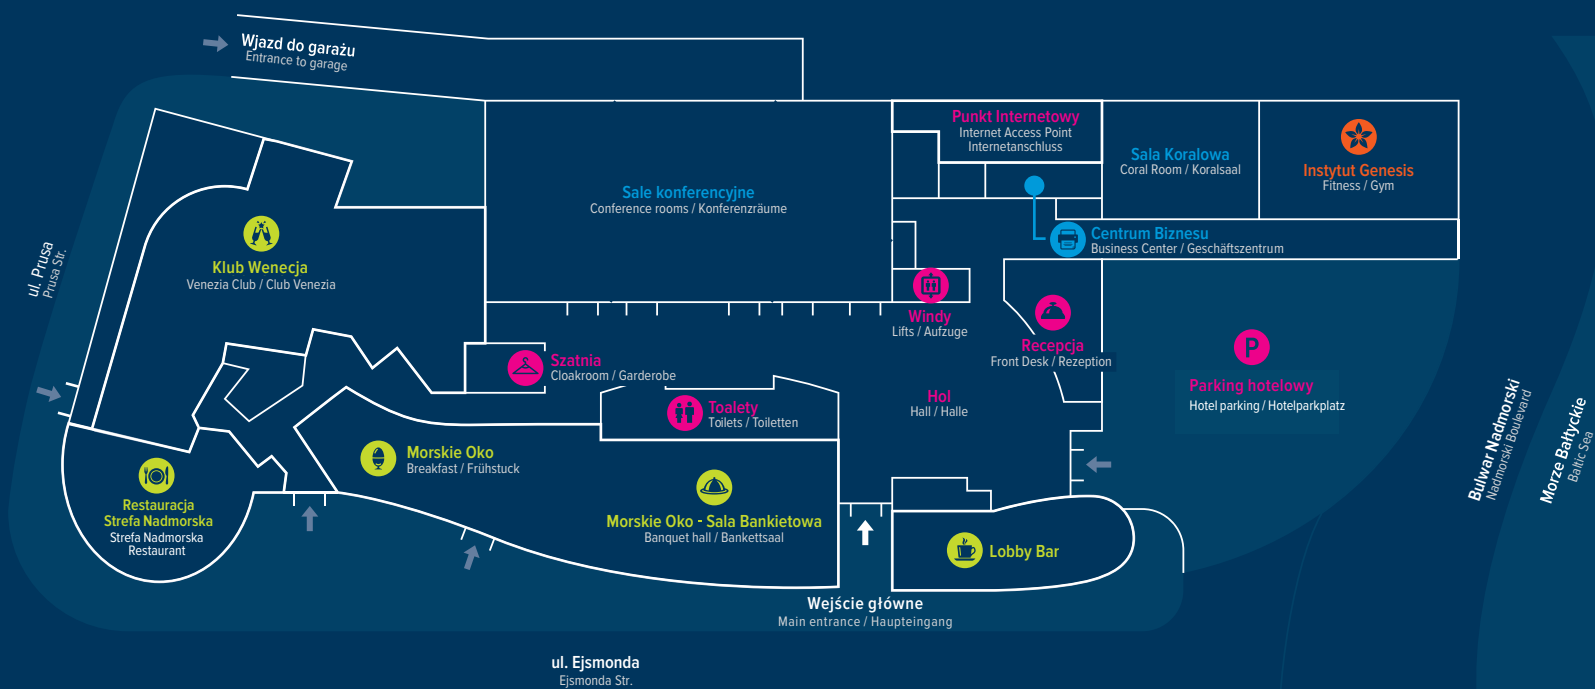 Wjazd do garażu
Entrance to garage
Punkt Internetowy
Internet Access Point
Internetanschluss
Sala Koralowa
Coral Room / Koralsaal
Instytut Genesis
Fitness / Gym
Sale konferencyjne
Conference rooms / Konferenzräume
Centrum Biznesu
Business Center / Geschäftszentrum
ul. Prusa
Prusa Str.
Klub Wenecja
Venezia Club / Club Venezia
Windy
Lifts / Aufzuge
Recepcja
Front Desk / Rezeption
P
Parking hotelowy
Hotel parking / Hotelparkplatz
Szatnia
Cloakroom / Garderobe
Hol
Hall / Halle
Toalety
Toilets / Toiletten
Bulwar Nadmorski
Nadmorski Boulevard
Morze Bałtyckie
Baltic Sea
Morskie Oko
Breakfast / Frühstuck
Restauracja
Strefa Nadmorska
Strefa Nadmorska
Restaurant
Morskie Oko - Sala Bankietowa
Banquet hall / Bankettsaal
Lobby Bar
Wejście główne
Main entrance / Haupteingang
ul. Ejsmonda
Ejsmonda Str.